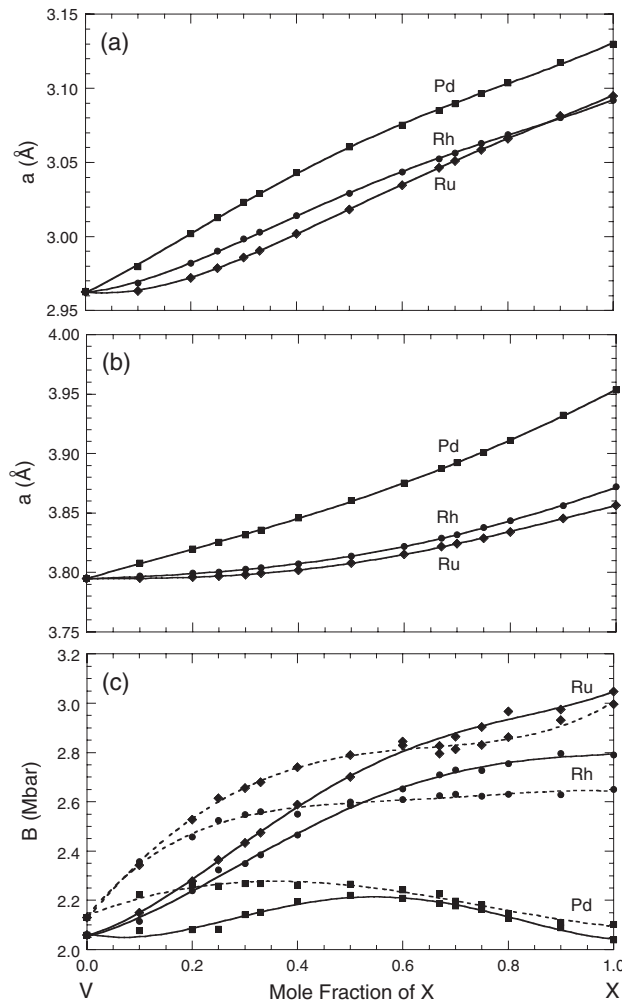 3.15
(a)
3.10
Pd
a (Å)
3.05
Rh
Ru
3.00
2.95
4.00
(b)
3.95
a (Å)
3.90
Pd
3.85
Rh
3.80
Ru
3.75
3.2
(c)
Ru
3.0
2.8
Rh
B (Mbar)
2.6
2.4
2.2
Pd
2.0
0.0 0.2 0.4 0.6 0.8 1.0
V Mole Fraction of X X